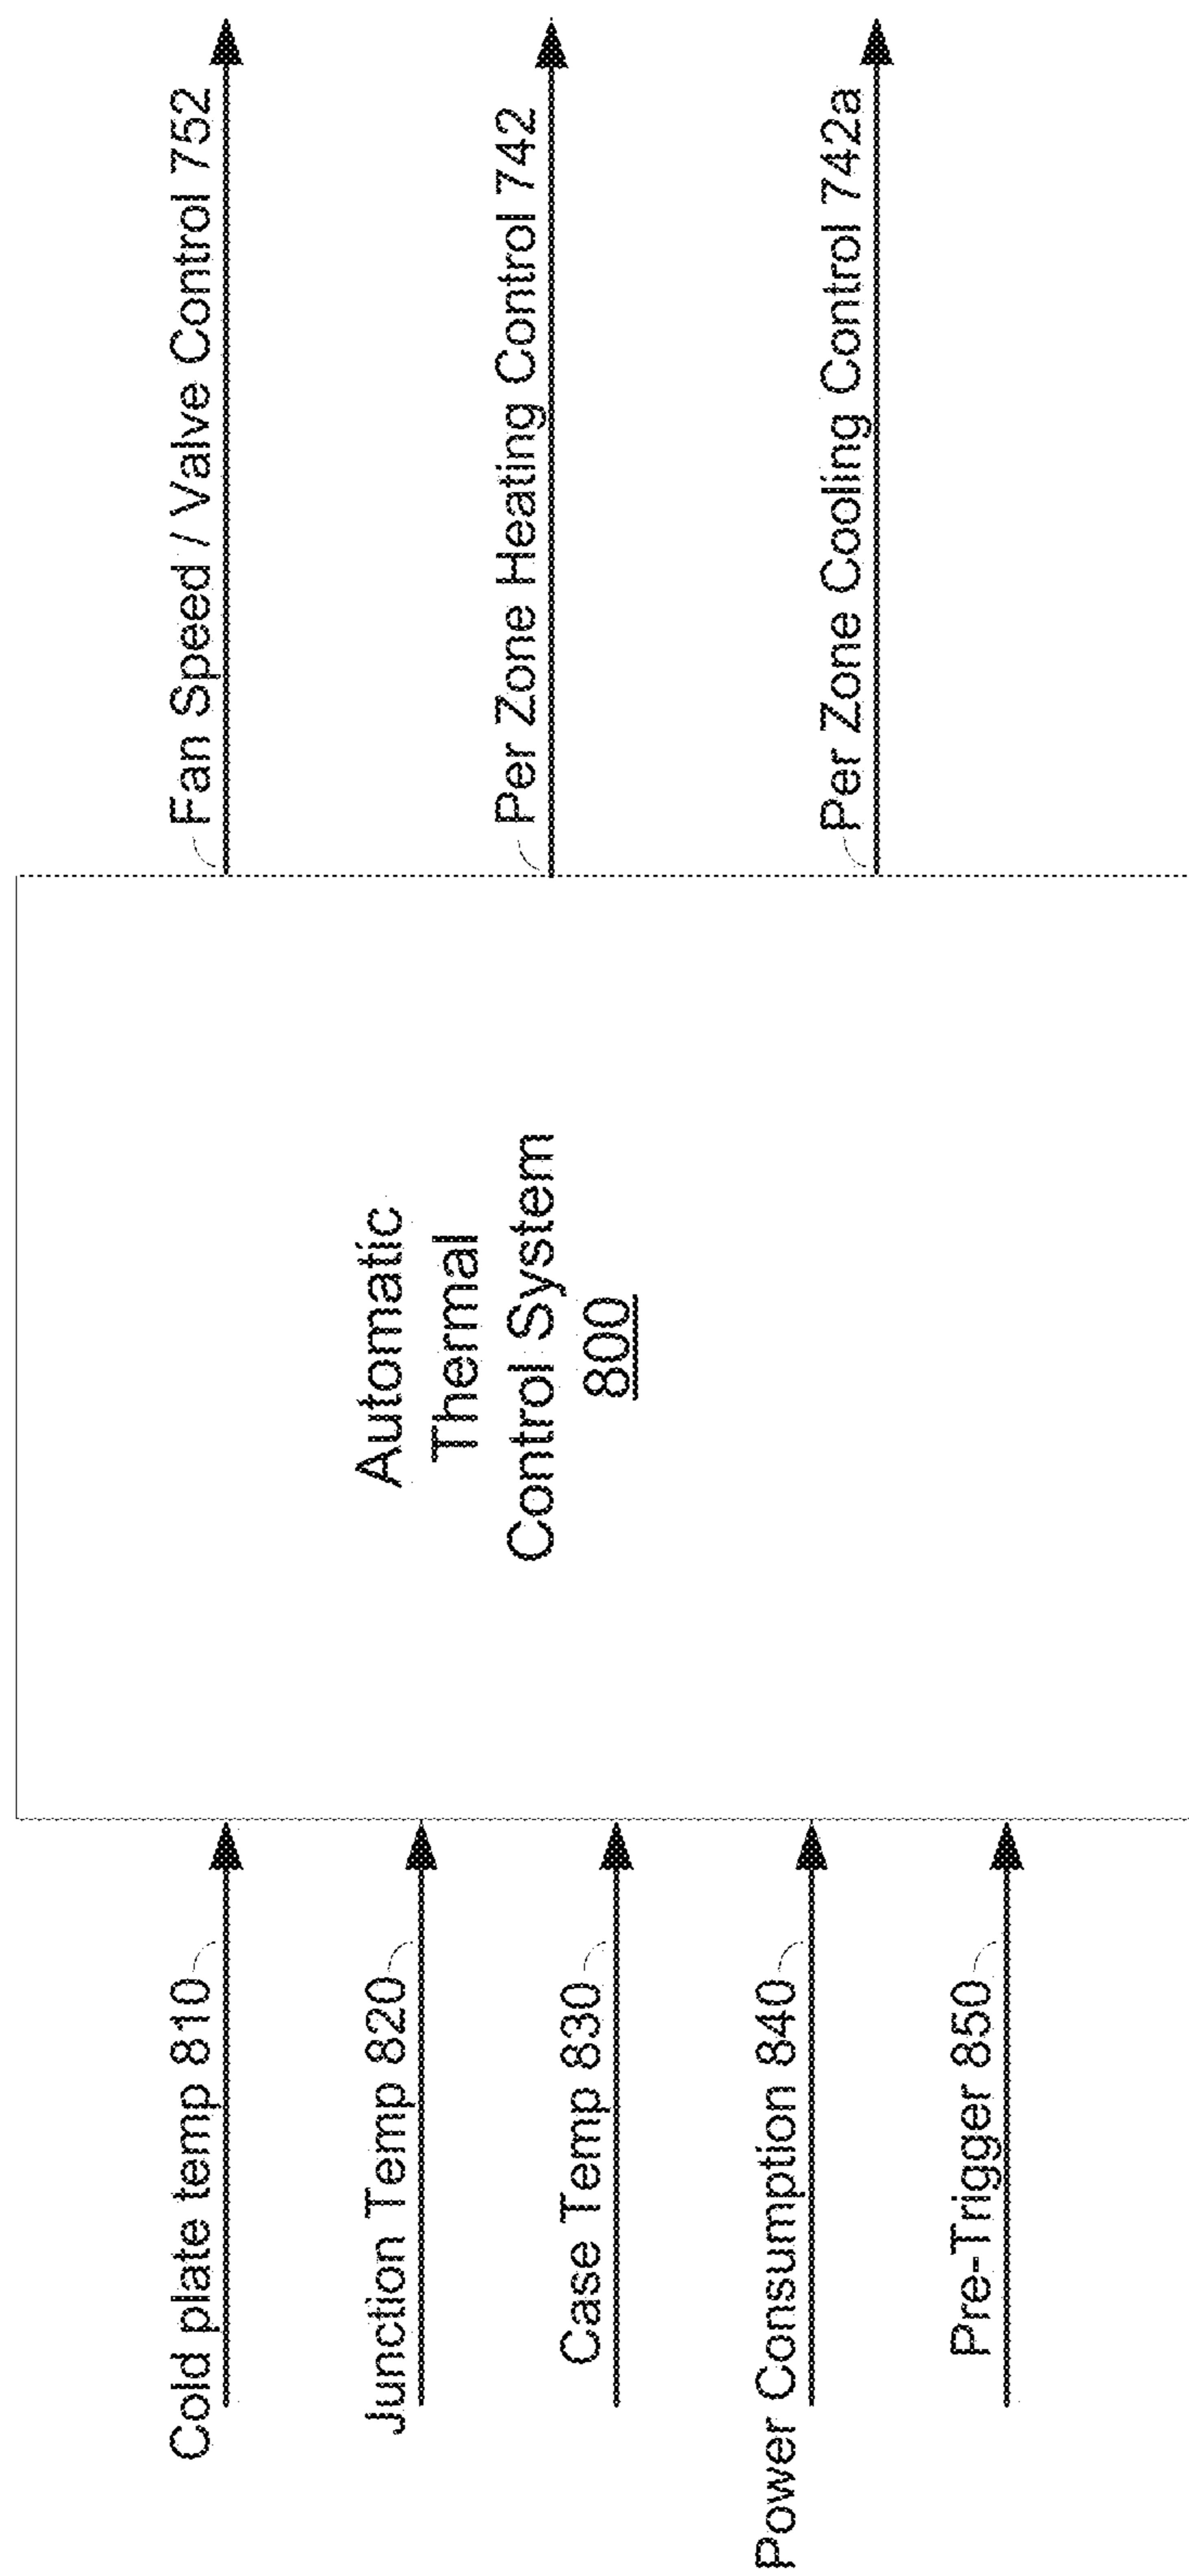 Cold plate temp 810
Junction Temp 820
Case Temp 830
Power Consumption 840
Pre-Trigger 850
Automatic
Thermal
Control System
800
Fan Speed / Valve Control 752
Per Zone Heating Control 742
Per Zone Cooling Control 742a